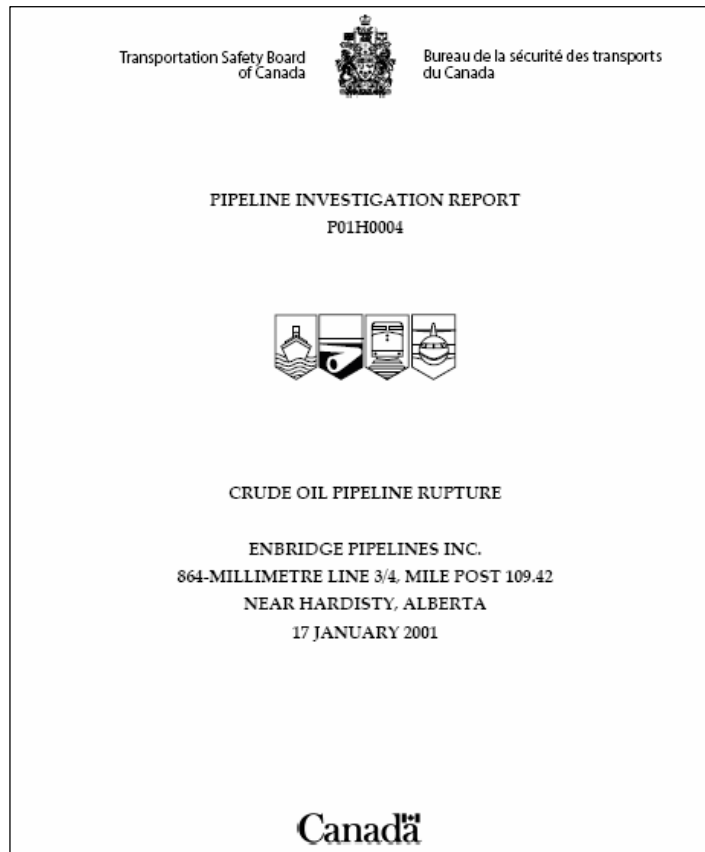 Transportation Safety Board
of Canada
Bureau de la sécurité des transports
du Canada
PIPELINE INVESTIGATION REPORT
P01H0004
CRUDE OIL PIPELINE RUPTURE
ENBRIDGE PIPELINES INC.
864-MILLIMETRE LINE 3/4, MILE POST 109.42
NEAR HARDISTY, ALBERTA
17 JANUARY 2001
Canada